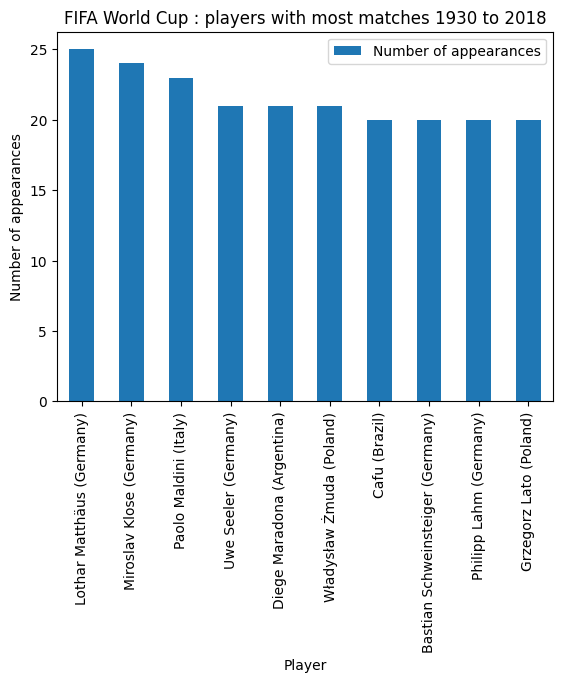 FIFA World Cup : players with most matches 1930 to 2018
Number of appearances
Number of appearances
25
20
15
10
5
0
Lothar Matthäus (Germany)
Miroslav Klose (Germany)
Paolo Maldini (Italy)
Uwe Seeler (Germany)
Diege Maradona (Argentina)
Władysław Żmuda (Poland)
Cafu (Brazil)
Bastian Schweinsteiger (Germany)
Philipp Lahm (Germany)
Grzegorz Lato (Poland)
Player